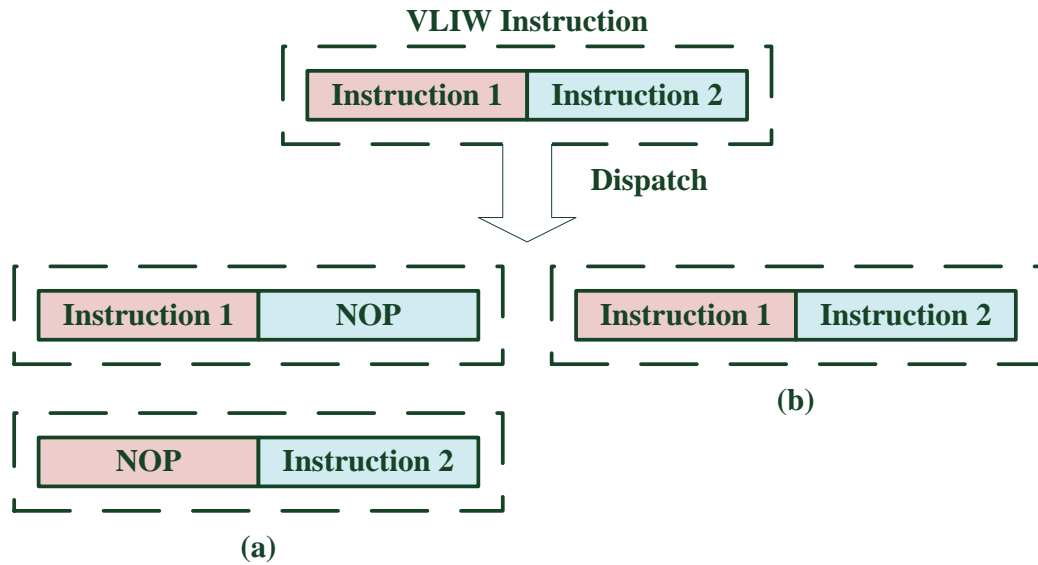 VLIW Instruction
Instruction 1 Instruction 2
Dispatch
Instruction 1 NOP
Instruction 1 Instruction 2
(b)
NOP Instruction 2
(a)